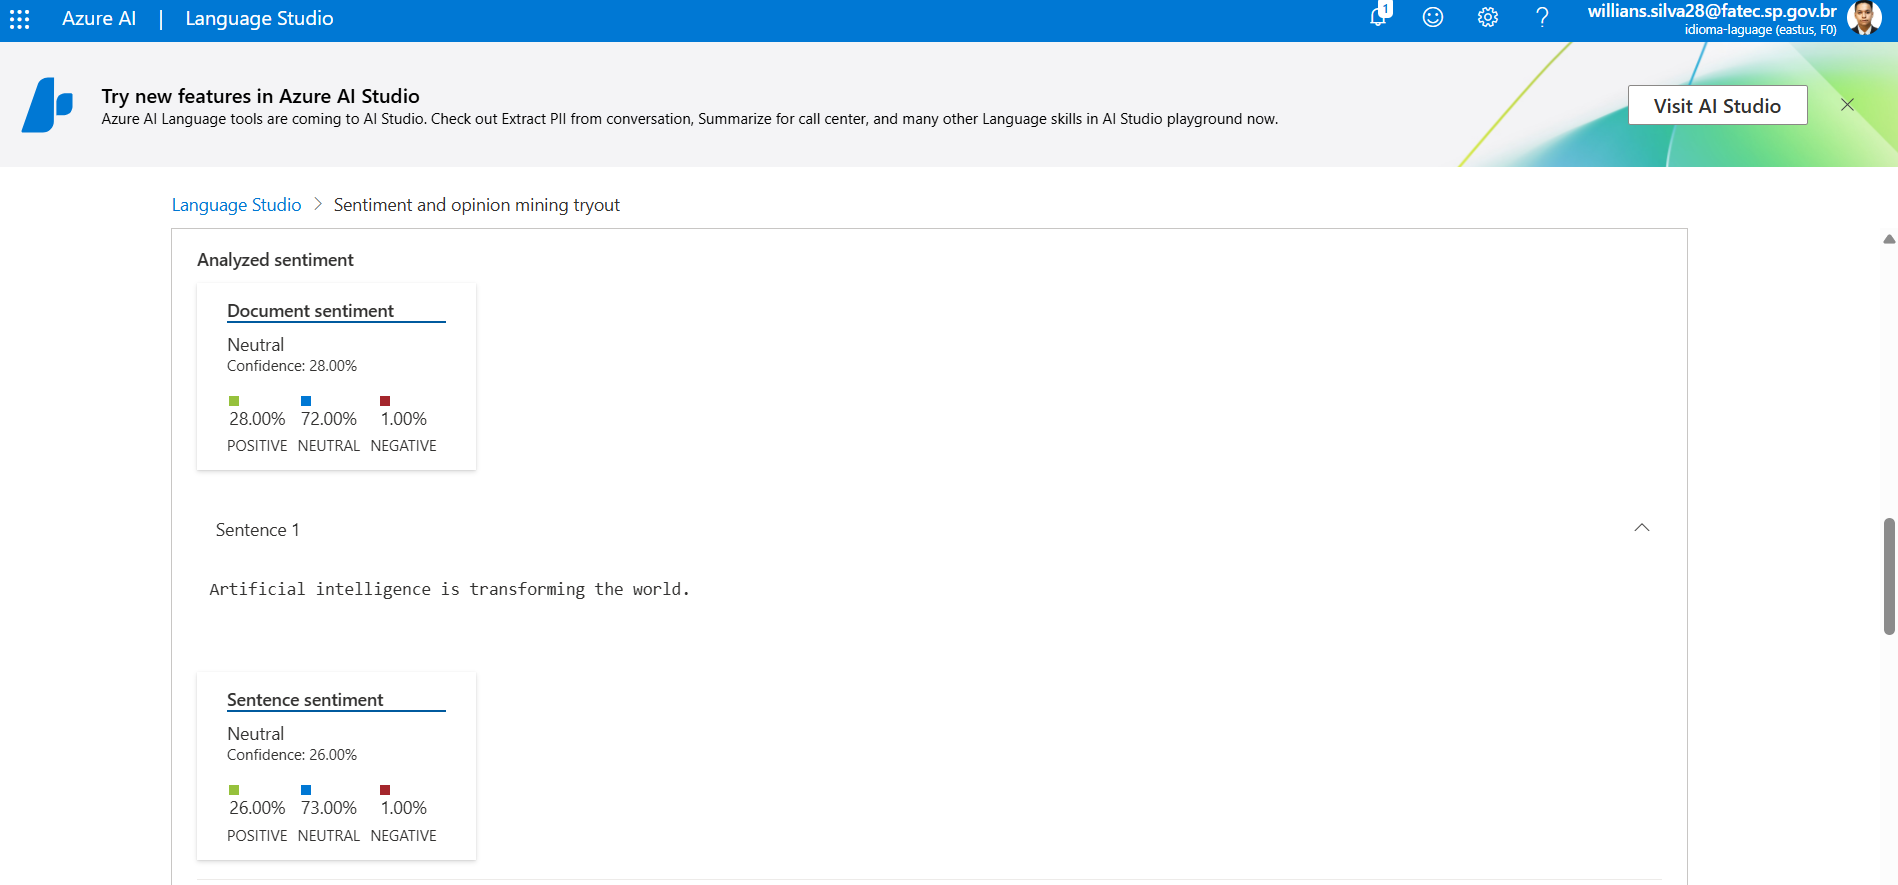 Azure AI | Language Studio
1
willians.silva28@fatec.sp.gov.br
idioma-laguage (eastus, F0)
Try new features in Azure AI Studio
Azure AI Language tools are coming to AI Studio. Check out Extract PII from conversation, Summarize for call center, and many other Language skills in AI Studio playground now.
Visit AI Studio
Language Studio > Sentiment and opinion mining tryout
Analyzed sentiment
Document sentiment
Neutral
Confidence: 28.00%
28.00% 72.00% 1.00%
POSITIVE NEUTRAL NEGATIVE
Sentence 1
Artificial intelligence is transforming the world.
Sentence sentiment
Neutral
Confidence: 26.00%
26.00% 73.00% 1.00%
POSITIVE NEUTRAL NEGATIVE